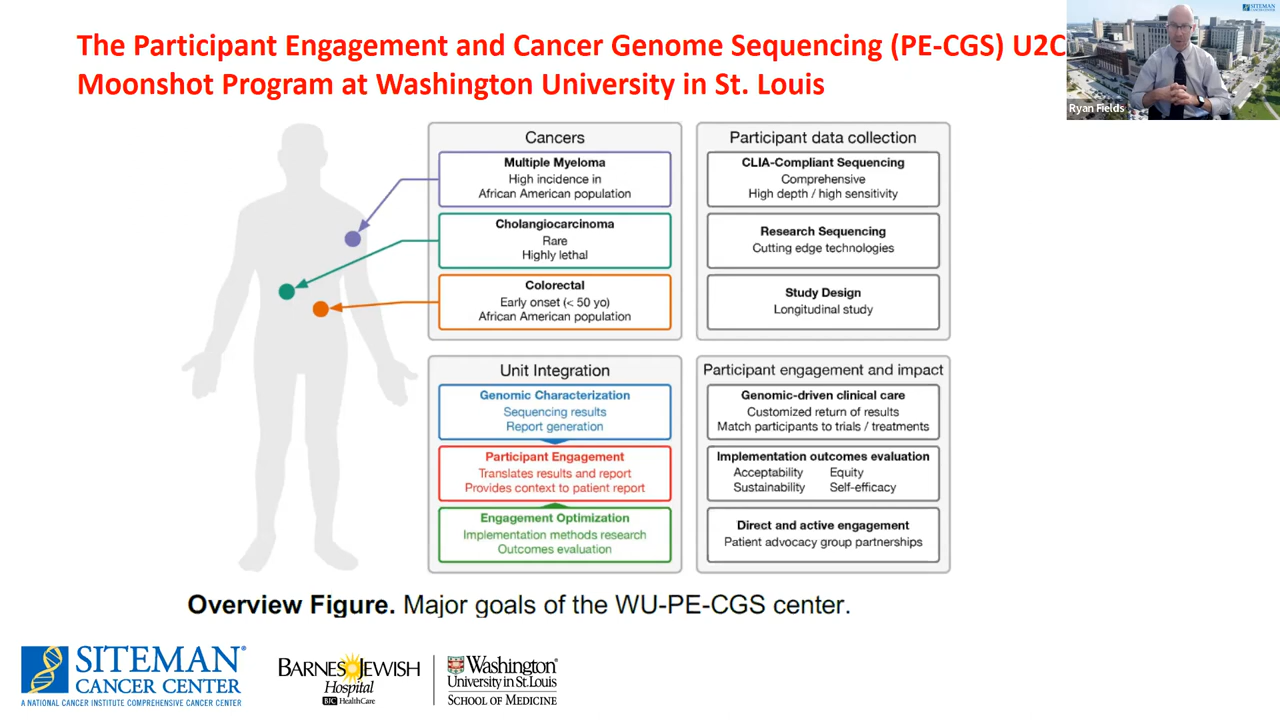 The Participant Engagement and Cancer Genome Sequencing (PE-CGS) U2C
Moonshot Program at Washington University in St. Louis
SITEMAN
CANCER CENTER
Ryan Fields
Cancers
Multiple Myeloma
High incidence in
African American population
Cholangiocarcinoma
Rare
Highly lethal
Colorectal
Early onset (< 50 yo)
African American population
Participant data collection
CLIA-Compliant Sequencing
Comprehensive
High depth / high sensitivity
Research Sequencing
Cutting edge technologies
Study Design
Longitudinal study
Unit Integration
Genomic Characterization
Sequencing results
Report generation
Participant Engagement
Translates results and report
Provides context to patient report
Engagement Optimization
Implementation methods research
Outcomes evaluation
Participant engagement and impact
Genomic-driven clinical care
Customized return of results
Match participants to trials / treatments
Implementation outcomes evaluation
Acceptability Equity
Sustainability Self-efficacy
Direct and active engagement
Patient advocacy group partnerships
Overview Figure. Major goals of the WU-PE-CGS center.
SITEMAN®
CANCER CENTER
A NATIONAL CANCER INSTITUTE COMPREHENSIVE CANCER CENTER
BARNES JEWISH
Hospital
BJC HealthCare
Washington
University in St. Louis
SCHOOL OF MEDICINE